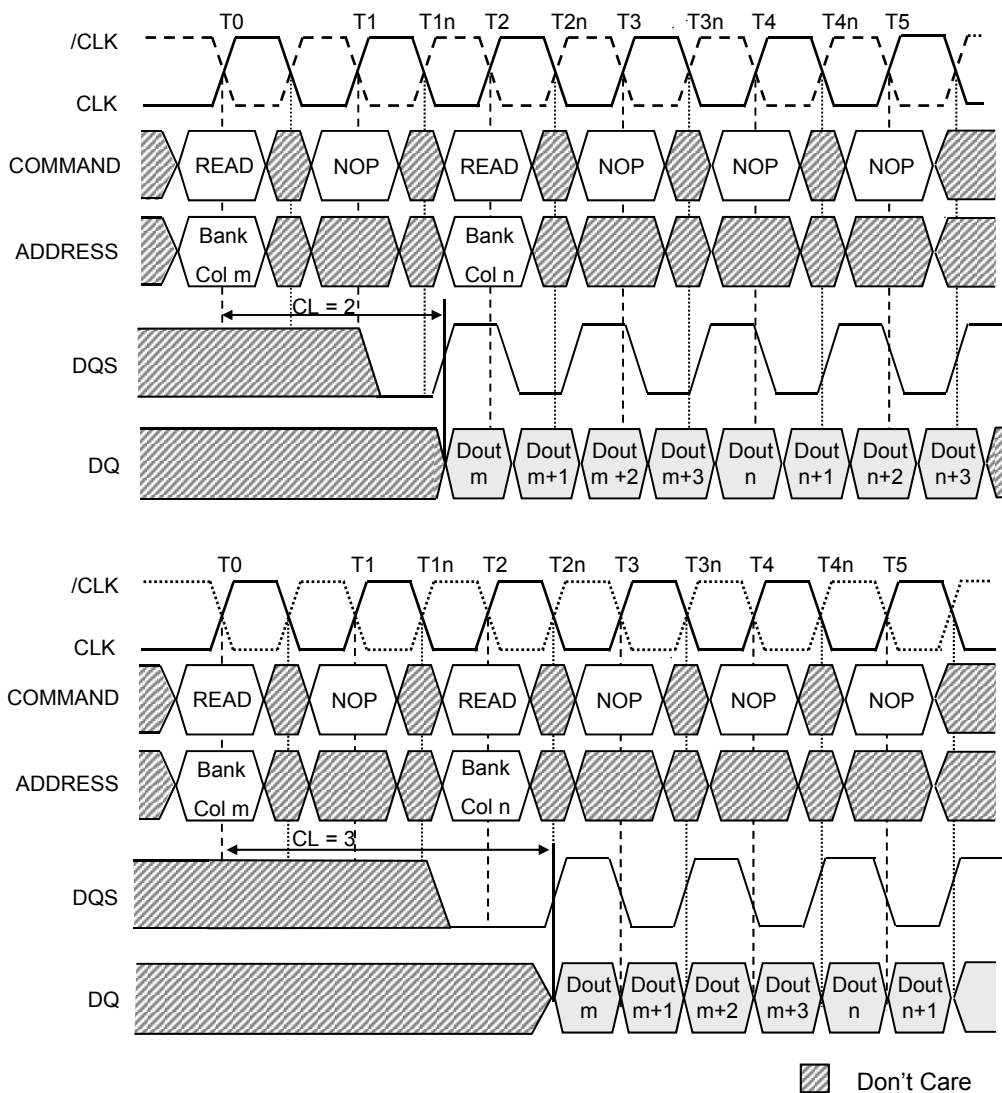 T0 T1 T1n T2 T2n T3 T3n T4 T4n T5
/CLK
CLK
COMMAND READ NOP READ NOP NOP NOP
ADDRESS Bank Col m Bank Col n
CL = 2
DQS
DQ Dout m Dout m+1 Dout m +2 Dout m+3 Dout n Dout n+1 Dout n+2 Dout n+3
T0 T1 T1n T2 T2n T3 T3n T4 T4n T5
/CLK
CLK
COMMAND READ NOP READ NOP NOP NOP
ADDRESS Bank Col m Bank Col n
CL = 3
DQS
DQ Dout m Dout m+1 Dout m+2 Dout m+3 Dout n Dout n+1
Don't Care